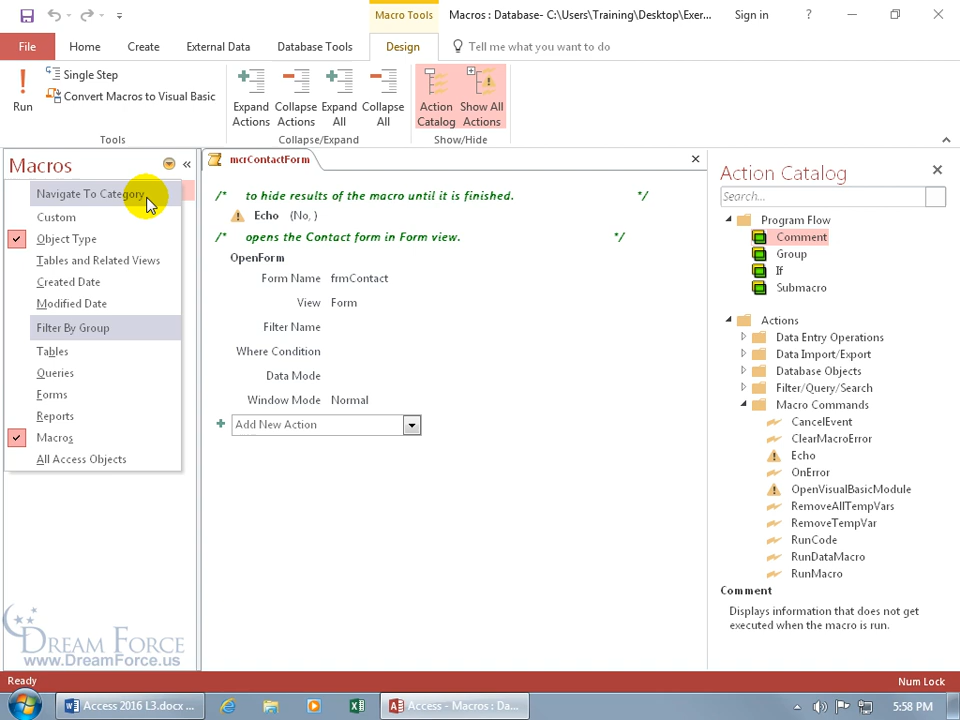 Macro Tools
Macros : Database- C:\Users\Training\Desktop\Exer...
Sign in
?
File
Home
Create
External Data
Database Tools
Design
Tell me what you want to do
Run
Single Step
Convert Macros to Visual Basic
Tools
Expand Actions
Collapse Actions
Expand All
Collapse All
Collapse/Expand
Action Catalog
Show All Actions
Show/Hide
Macros
Navigate To Category
Custom
Object Type
Tables and Related Views
Created Date
Modified Date
Filter By Group
Tables
Queries
Forms
Reports
Macros
All Access Objects
DREAM FORCE
www.DreamForce.us
mcrContactForm
/* to hide results of the macro until it is finished. */
Echo (No, )
/* opens the Contact form in Form view. */
OpenForm
Form Name frmContact
View Form
Filter Name
Where Condition
Data Mode
Window Mode Normal
Add New Action
Action Catalog
Search...
Program Flow
Comment
Group
If
Submacro
Actions
Data Entry Operations
Data Import/Export
Database Objects
Filter/Query/Search
Macro Commands
CancelEvent
ClearMacroError
Echo
OnError
OpenVisualBasicModule
RemoveAllTempVars
RemoveTempVar
RunCode
RunDataMacro
RunMacro
Comment
Displays information that does not
get executed when the macro is run.
Ready
Num Lock
Access 2016 L3.docx ...
Access - Macros : Da...
5:58 PM